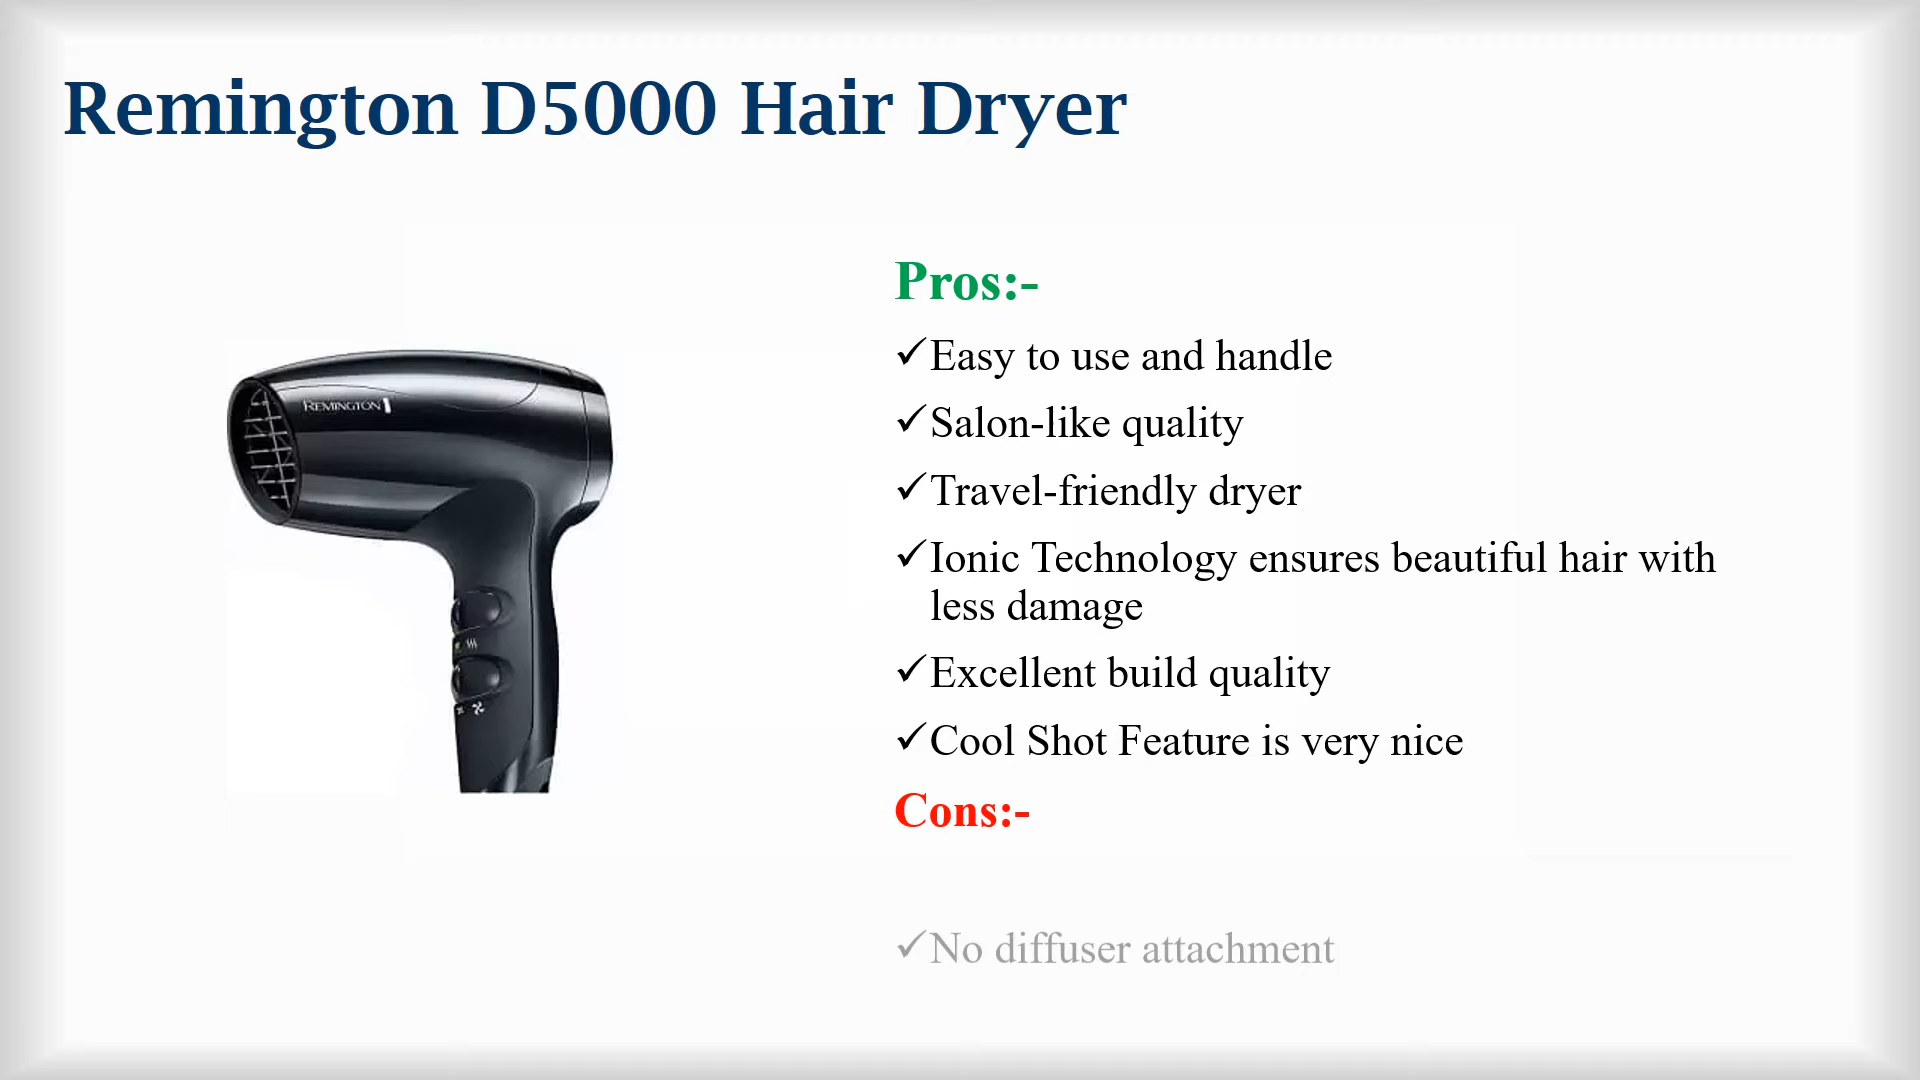 Remington D5000 Hair Dryer
REMINGTON
Pros:-
✓Easy to use and handle
✓Salon-like quality
✓Travel-friendly dryer
✓Ionic Technology ensures beautiful hair with
less damage
✓Excellent build quality
✓Cool Shot Feature is very nice
Cons:-
✓No diffuser attachment